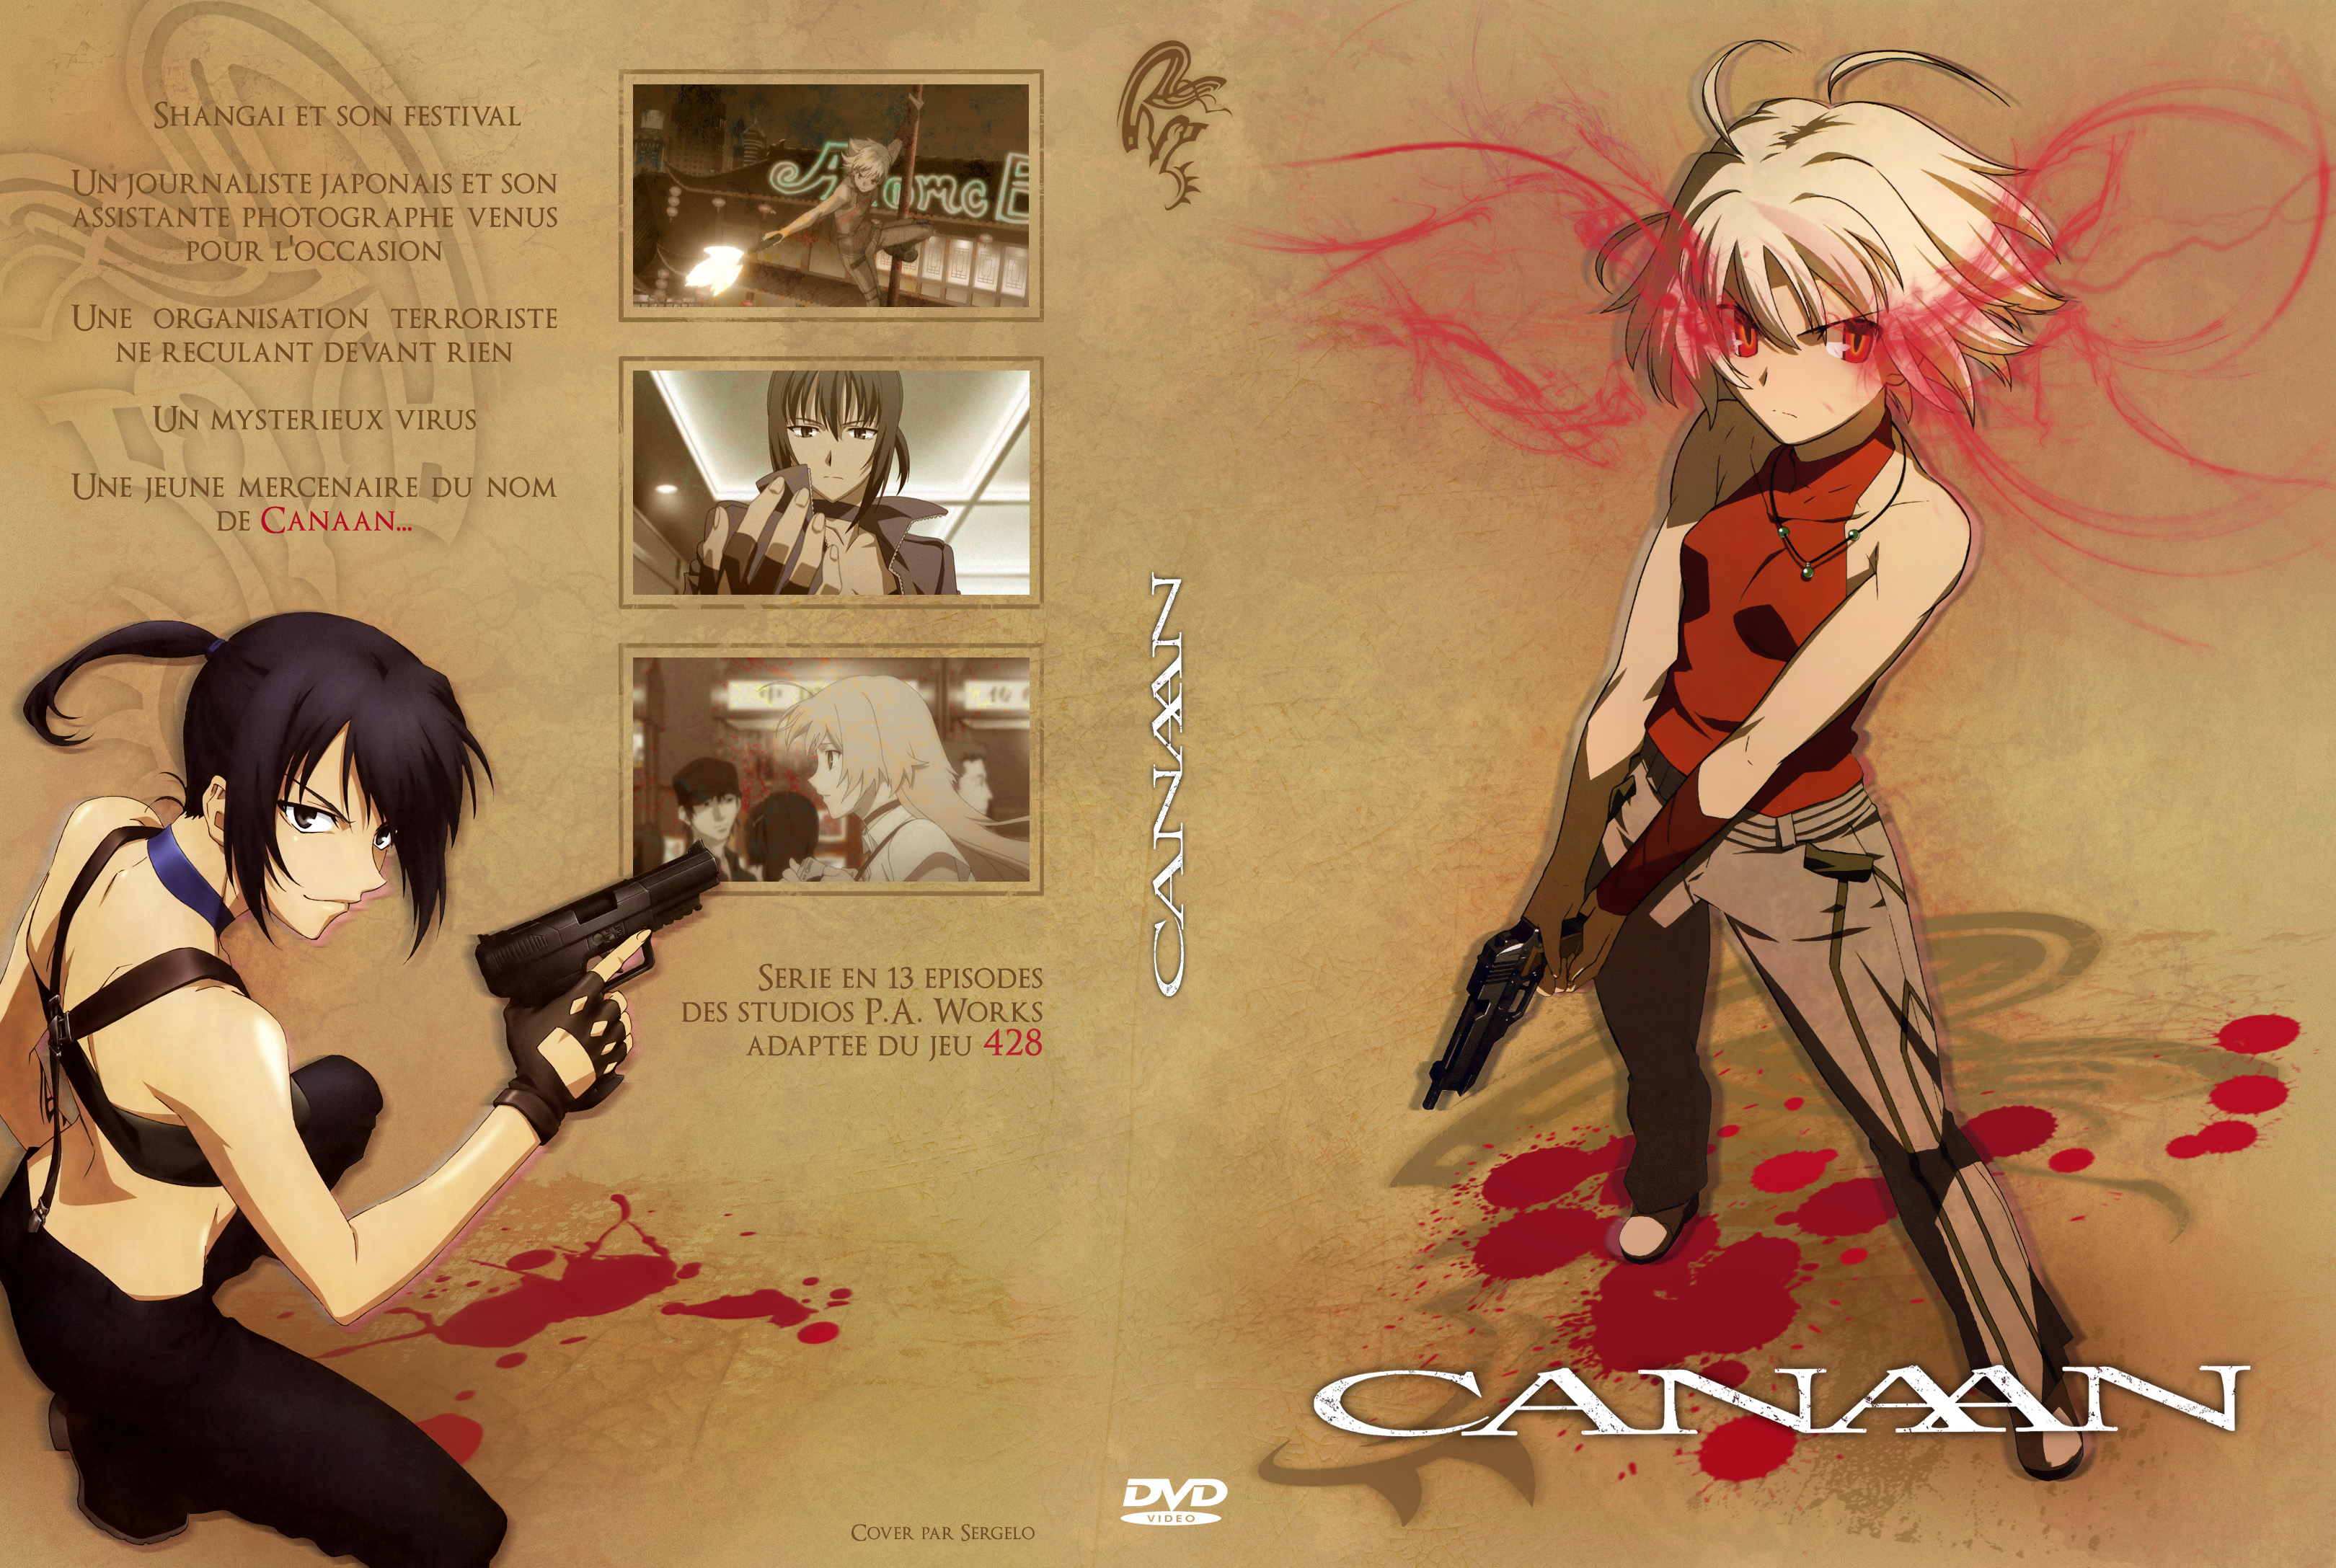 Shangai et son festival
Un journaliste japonais et son
assistante photographe venus
pour l'occasion
Une organisation terroriste
ne reculant devant rien
Un mysterieux virus
Une jeune mercenaire du nom
de Canaan...
Serie en 13 episodes
des studios P.A. Works
adaptee du jeu 428
Cover par Sergelo
CANAAN
DVD
VIDEO
CANAAN